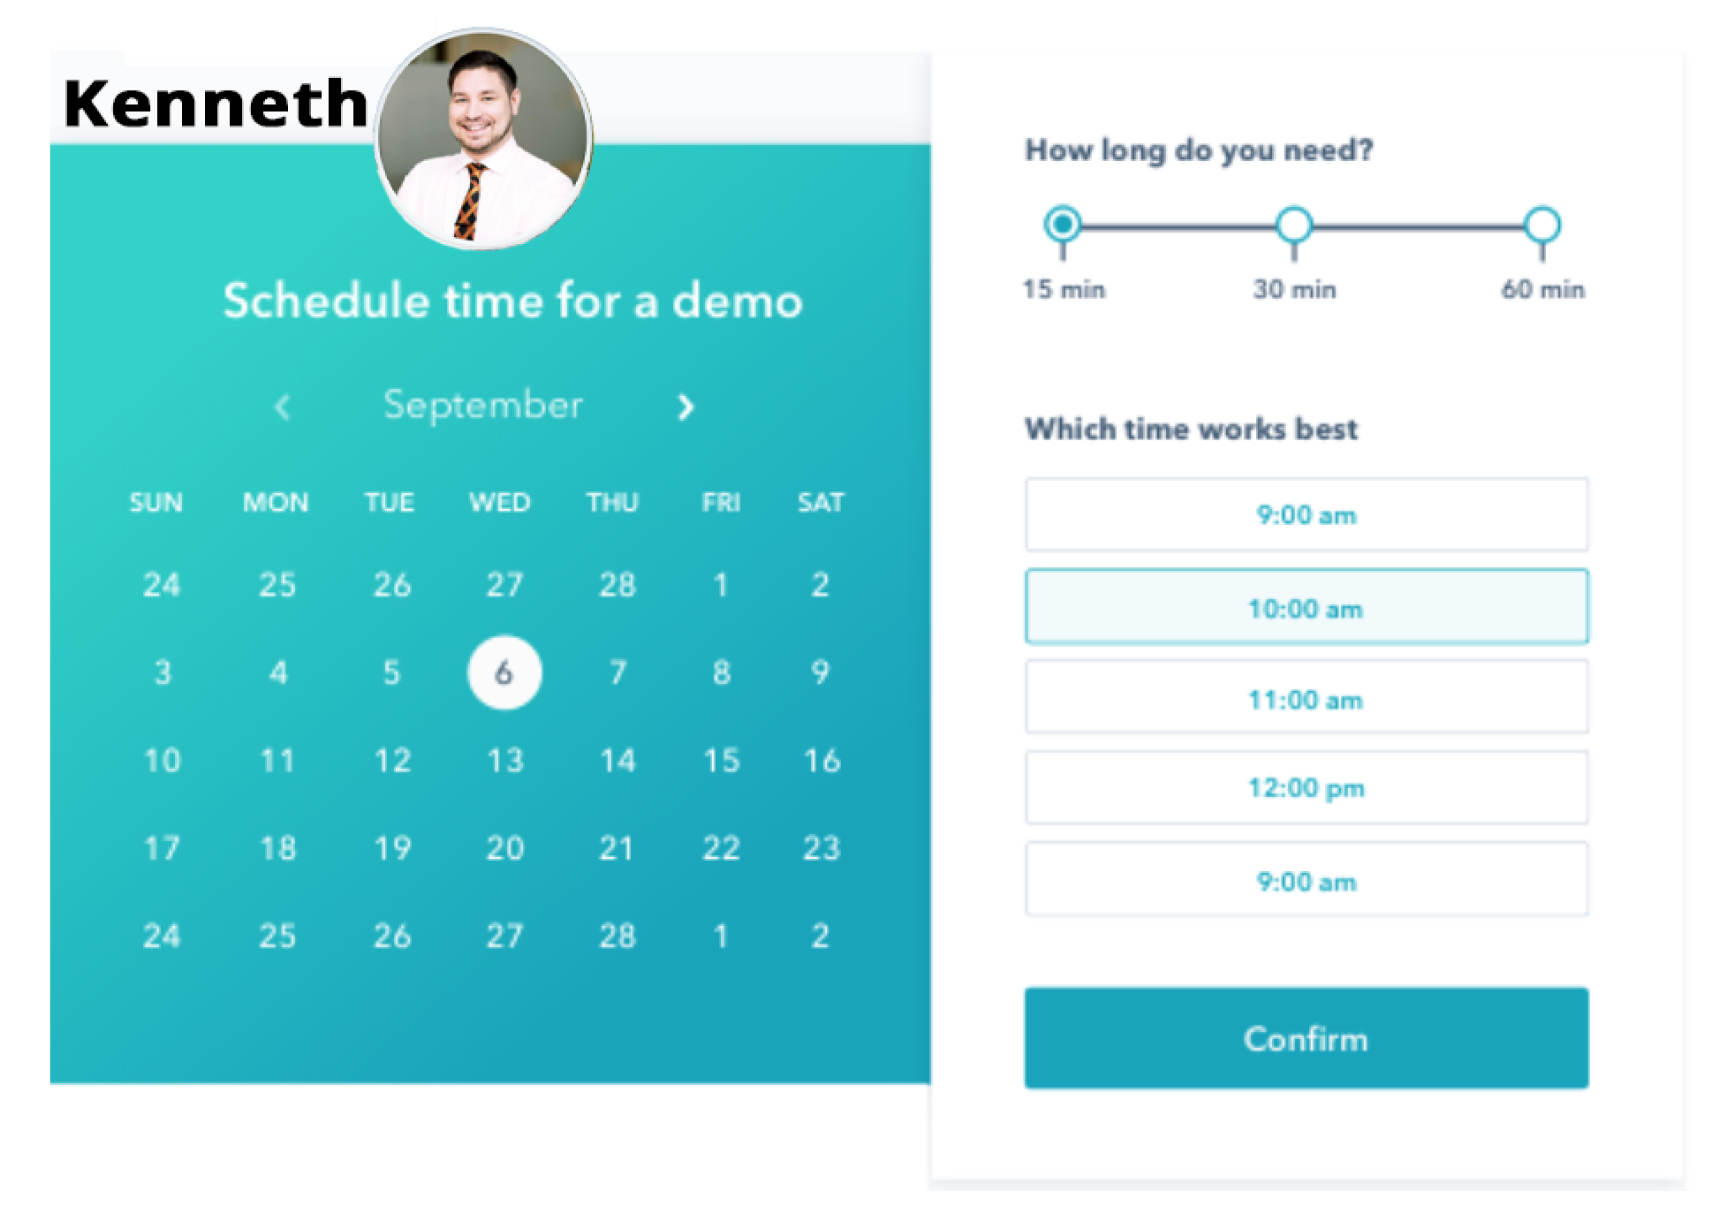 Kenneth
Schedule time for a demo
September
SUN MON TUE WED THU FRI SAT
24 25 26 27 28 1 2
3 4 5 6 7 8 9
10 11 12 13 14 15 16
17 18 19 20 21 22 23
24 25 26 27 28 1 2
How long do you need?
15 min 30 min 60 min
Which time works best
9:00 am
10:00 am
11:00 am
12:00 pm
9:00 am
Confirm